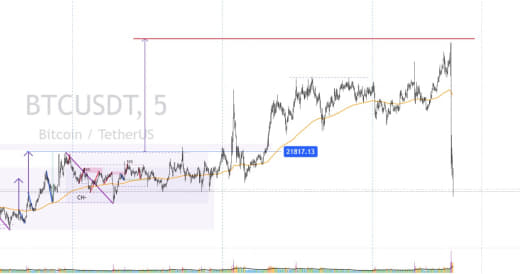 BTCUSDT, 5
Bitcoin / TetherUS
21817.13
CH-